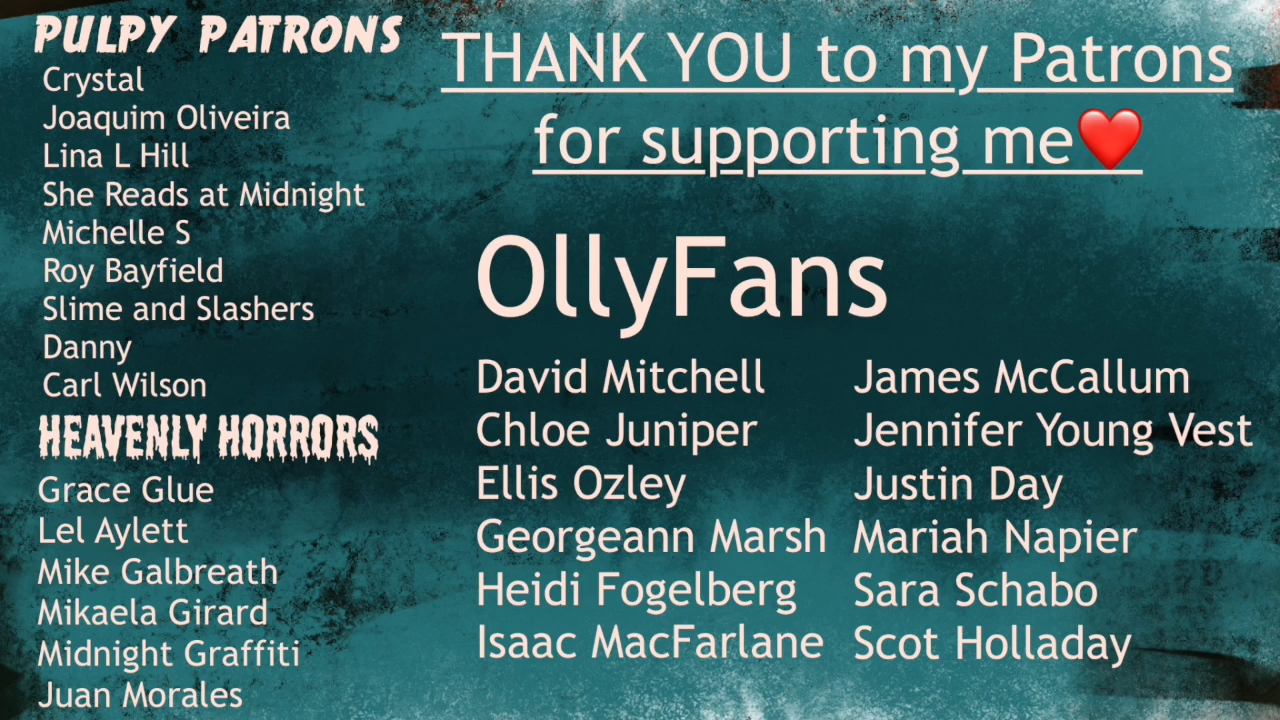 PULPY PATRONS
Crystal
Joaquim Oliveira
Lina L Hill
She Reads at Midnight
Michelle S
Roy Bayfield
Slime and Slashers
Danny
Carl Wilson
HEAVENLY HORRORS
Grace Glue
Lel Aylett
Mike Galbreath
Mikaela Girard
Midnight Graffiti
Juan Morales
THANK YOU to my Patrons
for supporting me❤️
OllyFans
David Mitchell
Chloe Juniper
Ellis Ozley
Georgeann Marsh
Heidi Fogelberg
Isaac MacFarlane
James McCallum
Jennifer Young Vest
Justin Day
Mariah Napier
Sara Schabo
Scot Holladay